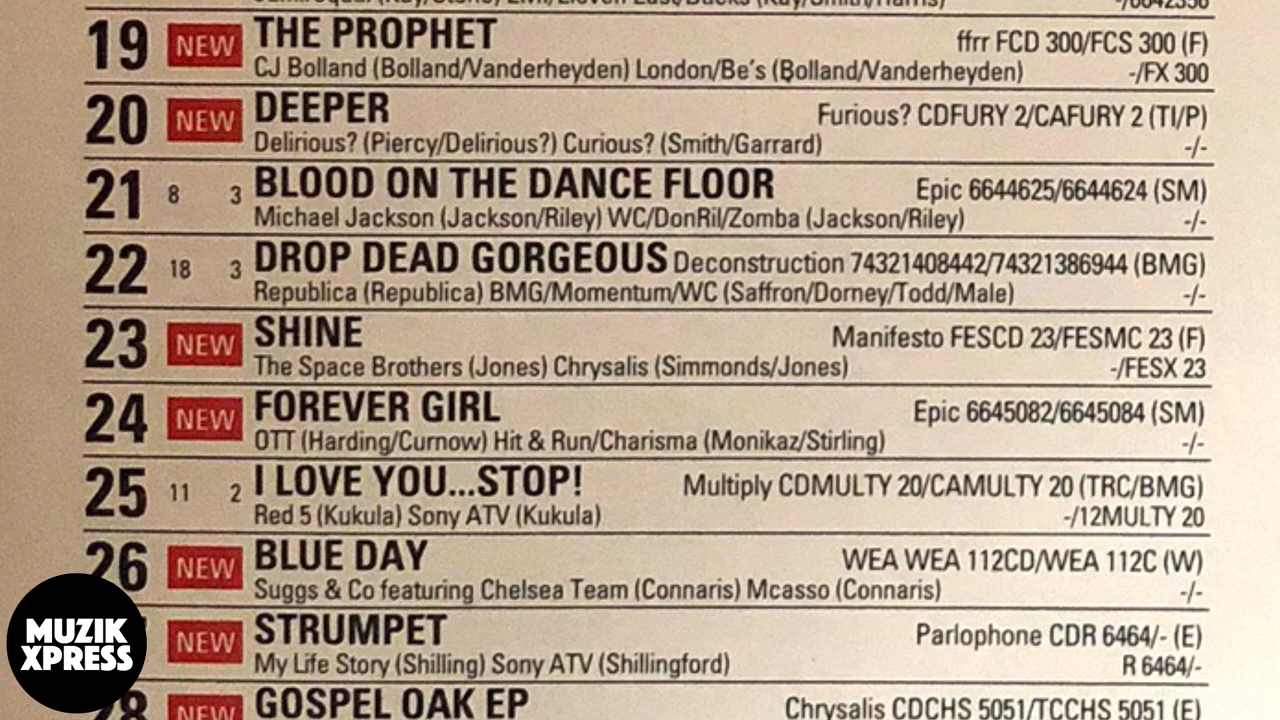 19 NEW THE PROPHET ffrr FCD 300/FCS 300 (F)
CJ Bolland (Bolland/Vanderheyden) London/Be's (Bolland/Vanderheyden) -/FX 300
20 NEW DEEPER Furious? CDFURY 2/CAFURY 2 (TI/P)
Delirious? (Piercy/Delirious?) Curious? (Smith/Garrard) -/-
21 8 3 BLOOD ON THE DANCE FLOOR Epic 6644625/6644624 (SM)
Michael Jackson (Jackson/Riley) WC/DonRil/Zomba (Jackson/Riley) -/-
22 18 3 DROP DEAD GORGEOUS Deconstruction 74321408442/74321386944 (BMG)
Republica (Republica) BMG/Momentum/WC (Saffron/Dorney/Todd/Male) -/-
23 NEW SHINE Manifesto FESCD 23/FESMC 23 (F)
The Space Brothers (Jones) Chrysalis (Simmonds/Jones) -/FESX 23
24 NEW FOREVER GIRL Epic 6645082/6645084 (SM)
OTT (Harding/Curnow) Hit & Run/Charisma (Monikaz/Stirling) -/-
25 11 2 I LOVE YOU...STOP! Multiply CDMULTY 20/CAMULTY 20 (TRC/BMG)
Red 5 (Kukula) Sony ATV (Kukula) -/12MULTY 20
26 NEW BLUE DAY WEA WEA 112CD/WEA 112C (W)
Suggs & Co featuring Chelsea Team (Connaris) Mcasso (Connaris) -/-
NEW STRUMPET Parlophone CDR 6464/- (E)
My Life Story (Shilling) Sony ATV (Shillingford) R 6464/-
28 NEW GOSPEL OAK EP Chrysalis CDCHS 5051/TCCHS 5051 (E)
MUZIK
XPRESS